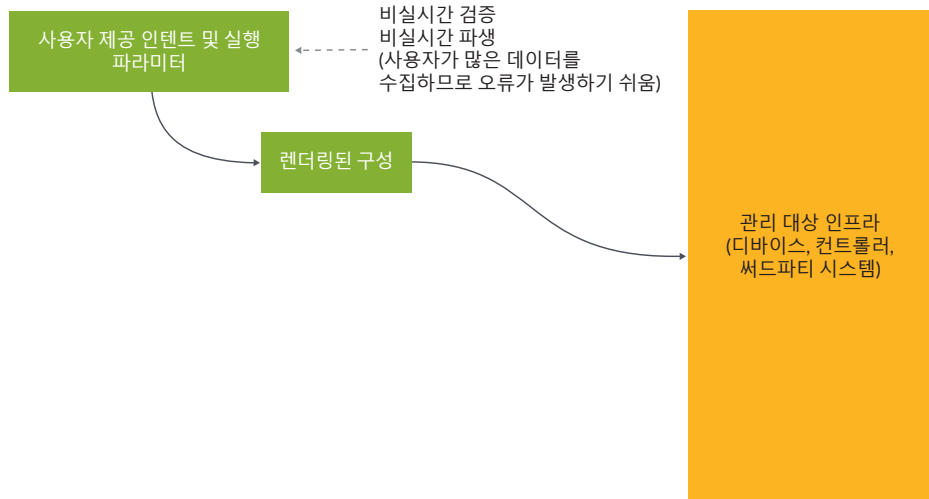 사용자 제공 인텐트 및 실행
파라미터
비실시간 검증
비실시간 파생
(사용자가 많은 데이터를
수집하므로 오류가 발생하기 쉬움)
렌더링된 구성
관리 대상 인프라
(디바이스, 컨트롤러,
써드파티 시스템)